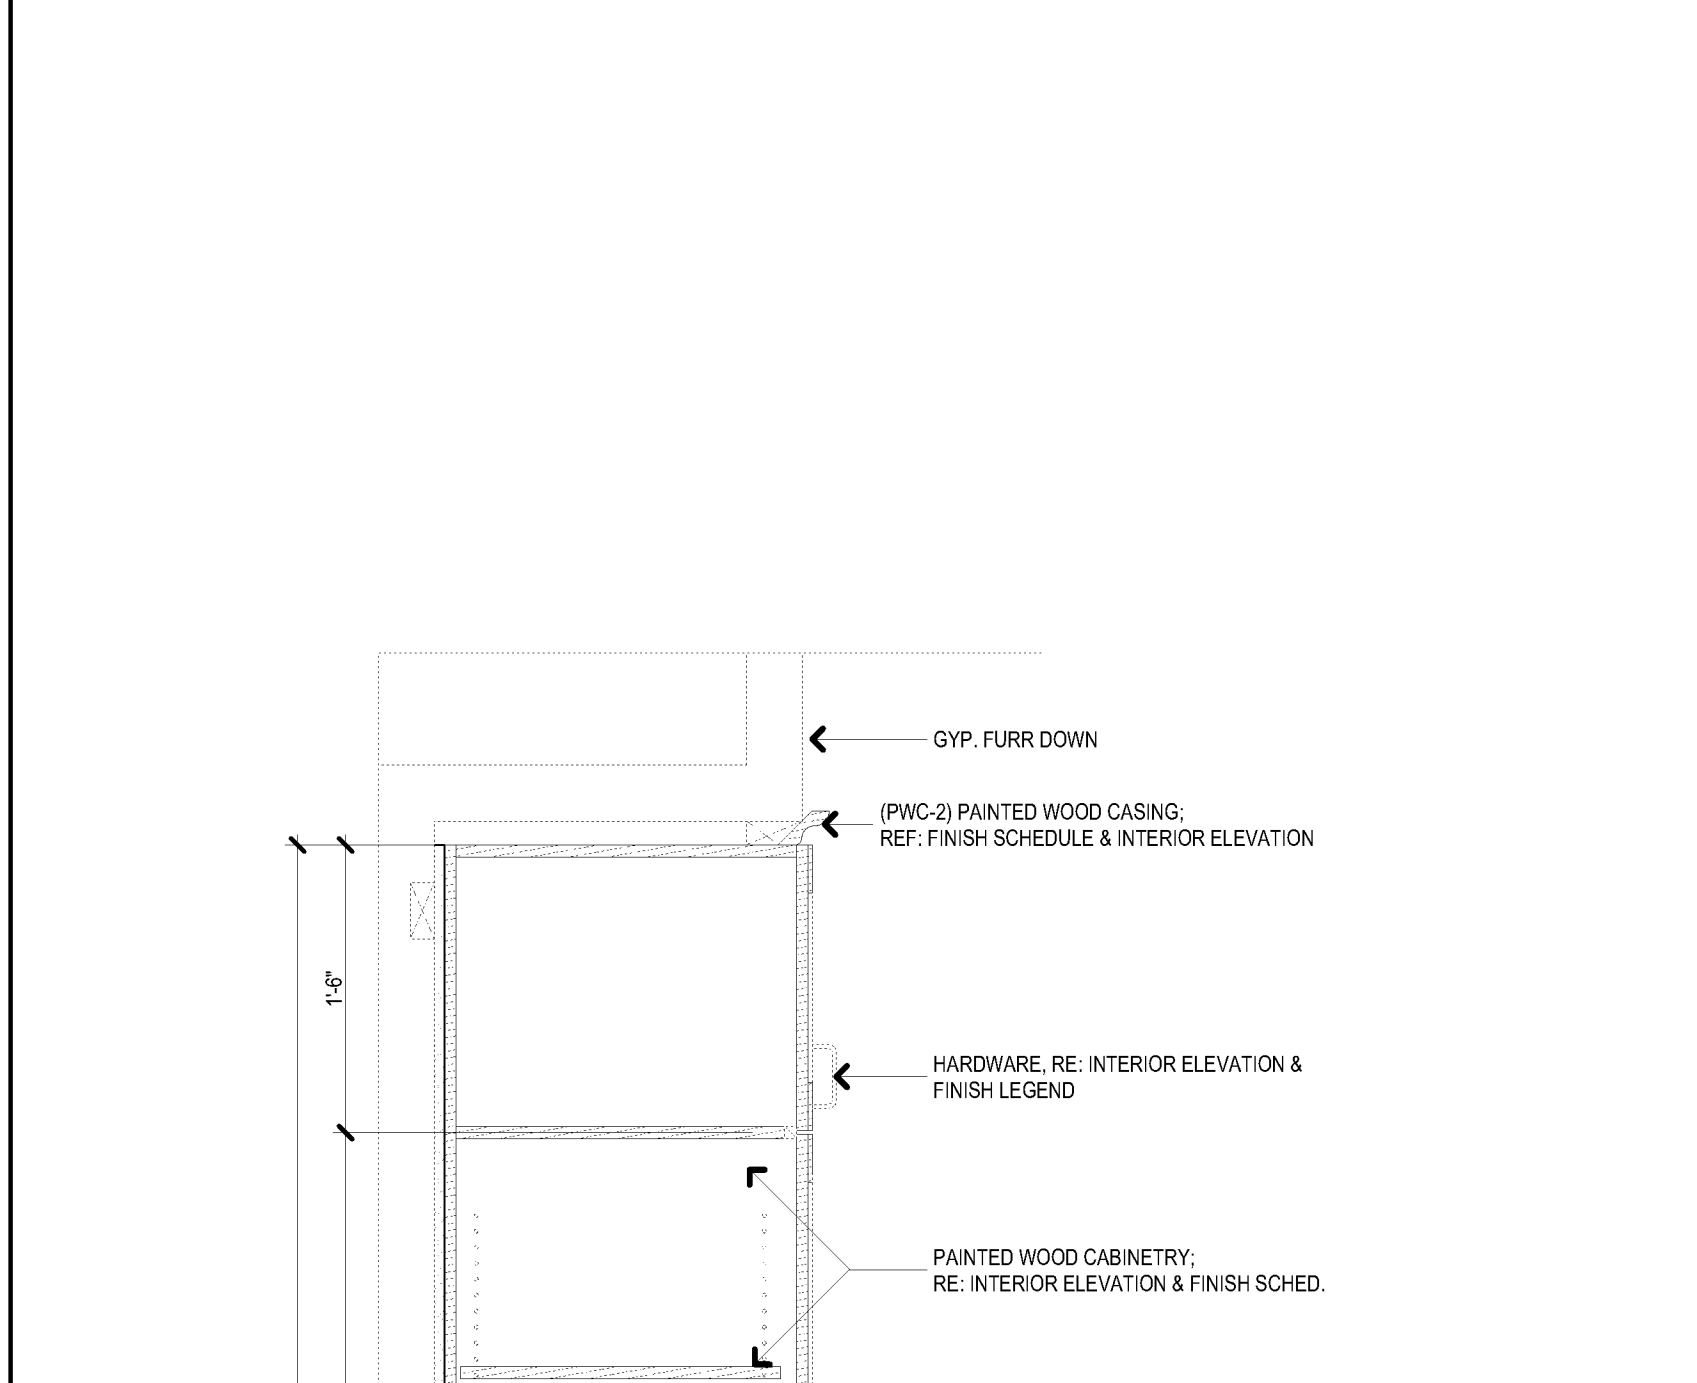 GYP. FURR DOWN
(PWC-2) PAINTED WOOD CASING;
REF: FINISH SCHEDULE & INTERIOR ELEVATION
1'-6"
HARDWARE, RE: INTERIOR ELEVATION &
FINISH LEGEND
PAINTED WOOD CABINETRY;
RE: INTERIOR ELEVATION & FINISH SCHED.